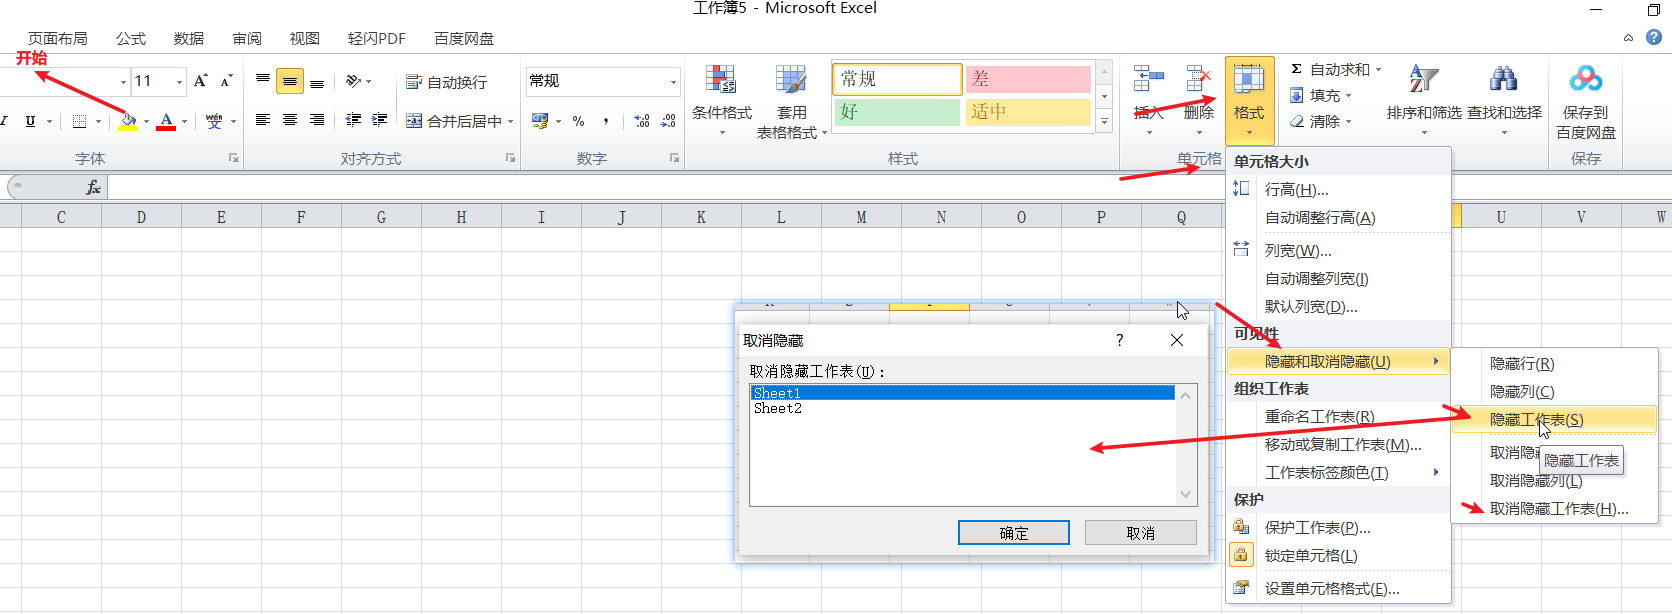 工作簿5 - Microsoft Excel
页面布局 公式 数据 审阅 视图 轻闪PDF 百度网盘
开始
11 A A 自动换行 常规
I U A 变 合并后居中 % ,
条件格式 套用
表格格式
常规 差
好 适中
插入 删除 格式
Σ 自动求和
填充
清除
排序和筛选 查找和选择
保存到
百度网盘
字体 对齐方式 数字 样式 单元格 保存
fx
C D E F G H I J K L M N O P Q U V W
单元格大小
行高(H)...
自动调整行高(A)
列宽(W)...
自动调整列宽(I)
默认列宽(D)...
可见性
隐藏和取消隐藏(U)
组织工作表
重命名工作表(R)
移动或复制工作表(M)...
工作表标签颜色(T)
保护
保护工作表(P)...
锁定单元格(L)
设置单元格格式(E)...
隐藏行(R)
隐藏列(C)
隐藏工作表(S)
取消隐
隐藏工作表
取消隐藏列(L)
取消隐藏工作表(H)...
取消隐藏 ?
取消隐藏工作表(U):
Sheet1
Sheet2
确定 取消